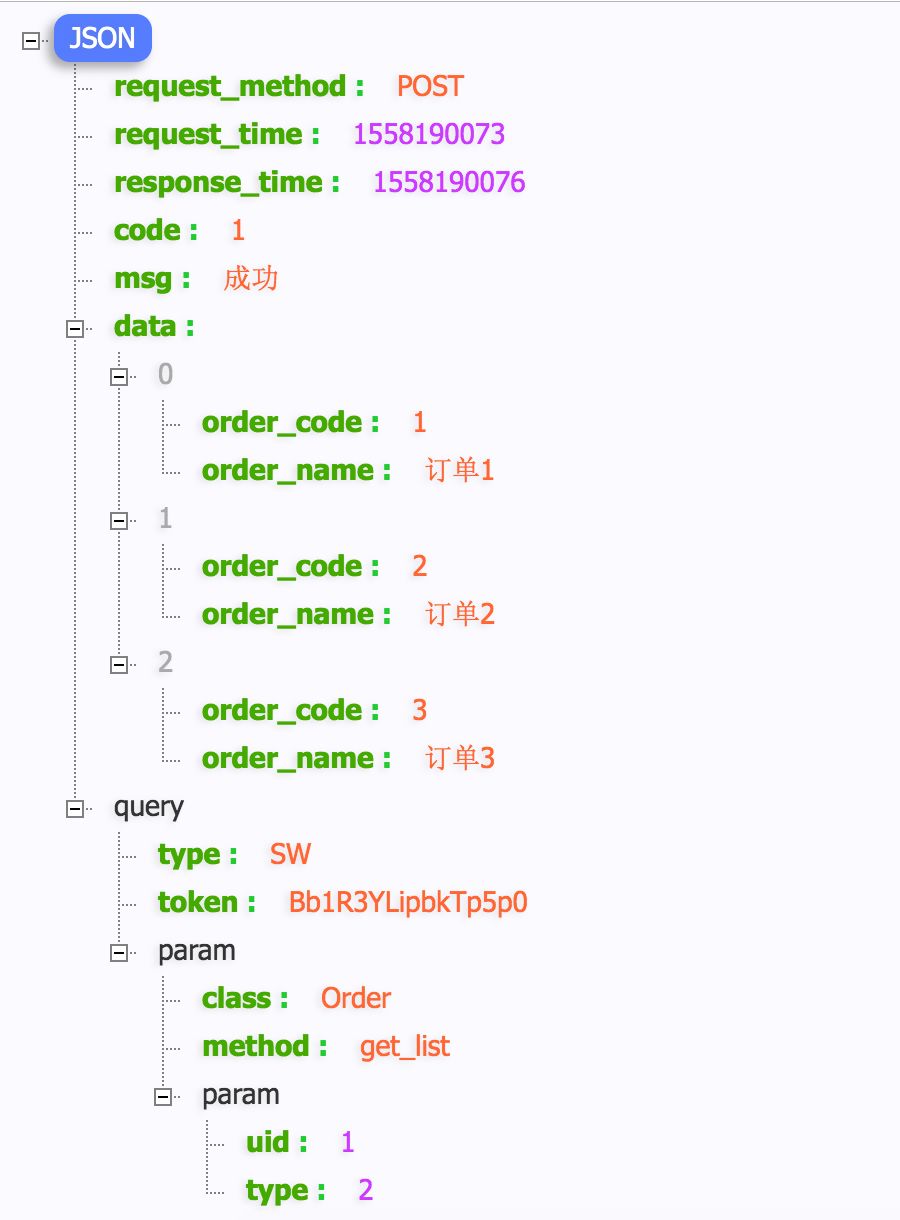 JSON
request_method : POST
request_time : 1558190073
response_time : 1558190076
code : 1
msg : 成功
data :
0
order_code : 1
order_name : 订单1
1
order_code : 2
order_name : 订单2
2
order_code : 3
order_name : 订单3
query
type : SW
token : Bb1R3YLipbkTp5p0
param
class : Order
method : get_list
param
uid : 1
type : 2